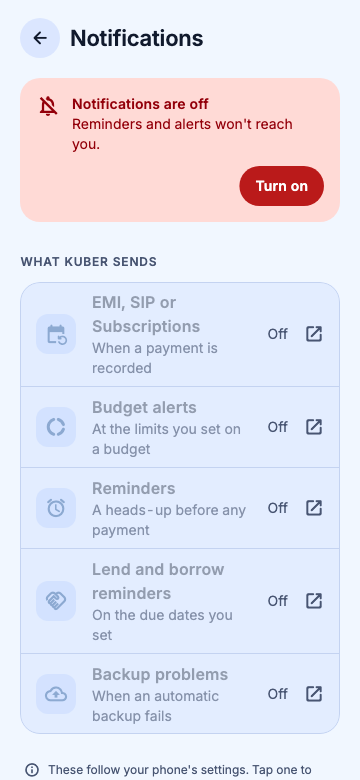 Notifications
Notifications are off
Reminders and alerts won't reach
you.
Turn on
WHAT KUBER SENDS
EMI, SIP or
Subscriptions
When a payment is
recorded
Off
Budget alerts
At the limits you set on
a budget
Off
Reminders
A heads-up before any
payment
Off
Lend and borrow
reminders
On the due dates you
set
Off
Backup problems
When an automatic
backup fails
Off
These follow your phone's settings. Tap one to